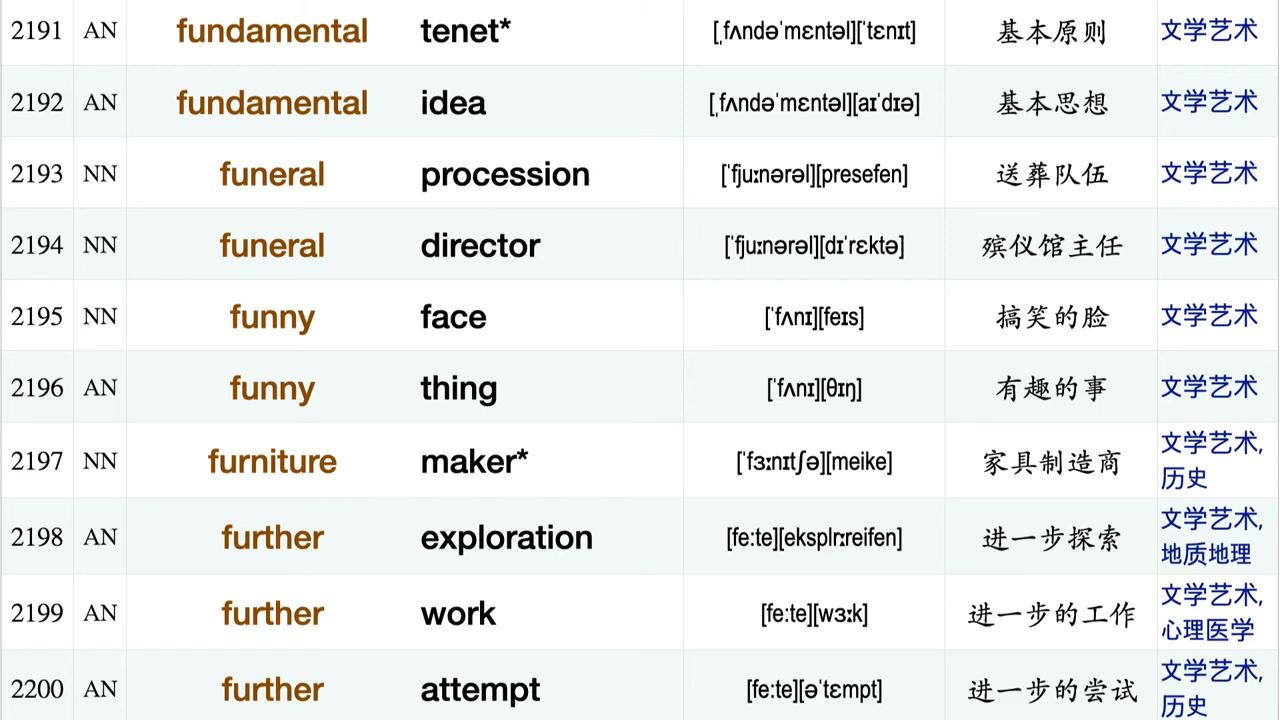 2191 AN fundamental tenet* [ˌfʌndəˈmɛntəl][ˈtɛnɪt] 基本原则 文学艺术
2192 AN fundamental idea [ˌfʌndəˈmɛntəl][aɪˈdɪə] 基本思想 文学艺术
2193 NN funeral procession [ˈfjuːnərəl][presefen] 送葬队伍 文学艺术
2194 NN funeral director [ˈfjuːnərəl][dɪˈrɛktə] 殡仪馆主任 文学艺术
2195 NN funny face [ˈfʌnɪ][feɪs] 搞笑的脸 文学艺术
2196 AN funny thing [ˈfʌnɪ][θɪŋ] 有趣的事 文学艺术
2197 NN furniture maker* [ˈfɜːnɪtʃə][meike] 家具制造商 文学艺术,
历史
2198 AN further exploration [fe:te][eksplrːreifen] 进一步探索 文学艺术,
地质地理
2199 AN further work [fe:te][wɜːk] 进一步的工作 文学艺术,
心理医学
2200 AN further attempt [fe:te][əˈtɛmpt] 进一步的尝试 文学艺术,
历史